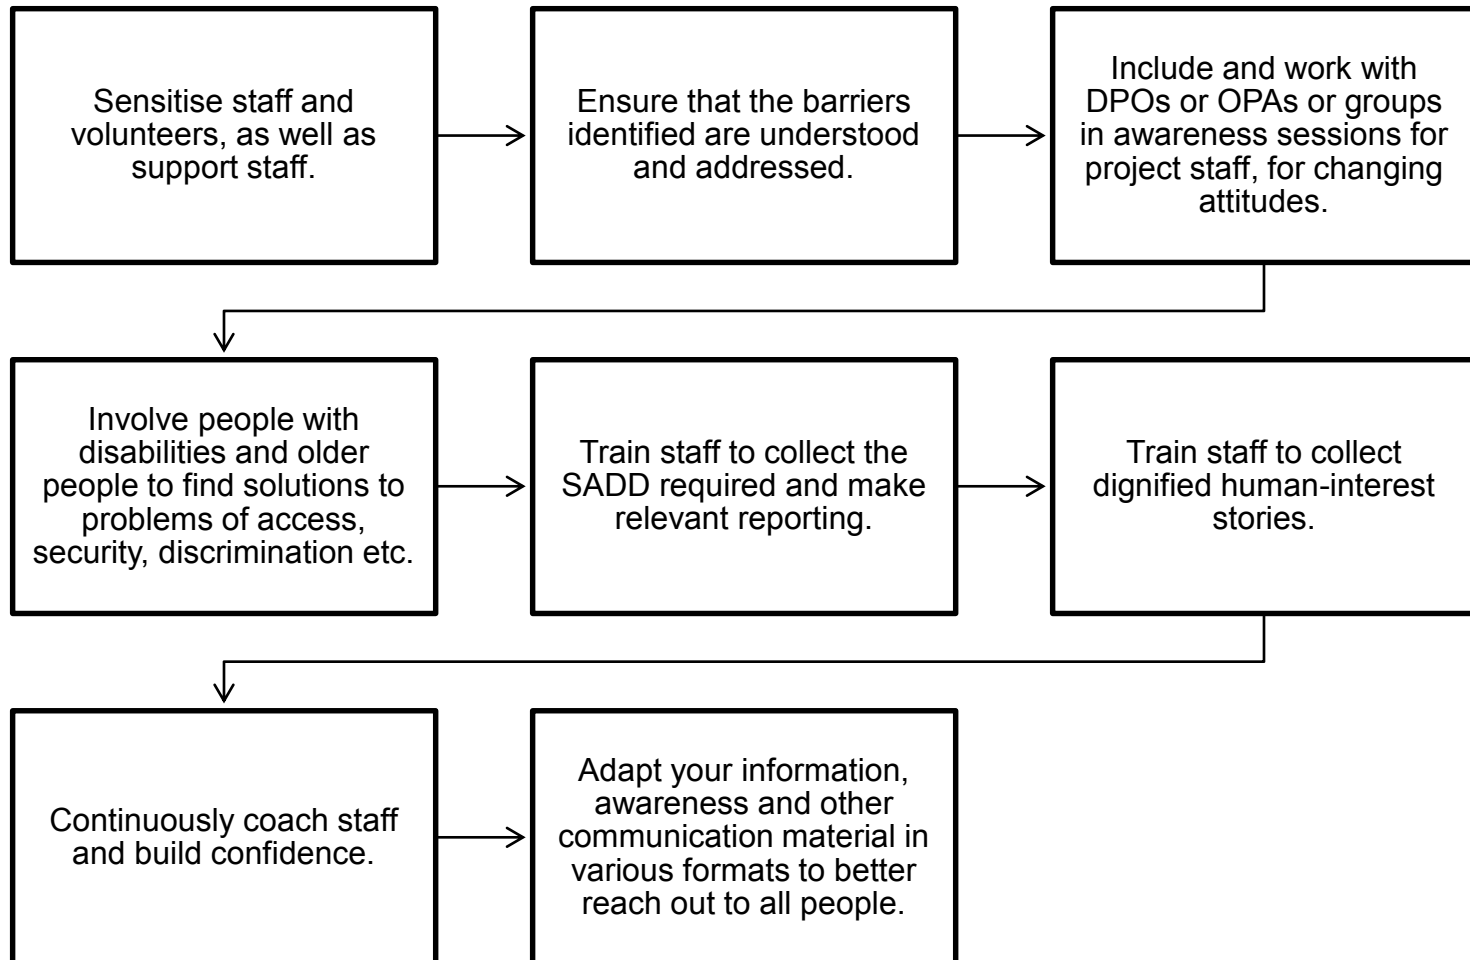 Sensitise staff and
volunteers, as well as
support staff.
Ensure that the barriers
identified are understood
and addressed.
Include and work with
DPOs or OPAs or groups
in awareness sessions for
project staff, for changing
attitudes.
Involve people with
disabilities and older
people to find solutions to
problems of access,
security, discrimination etc.
Train staff to collect the
SADD required and make
relevant reporting.
Train staff to collect
dignified human-interest
stories.
Continuously coach staff
and build confidence.
Adapt your information,
awareness and other
communication material in
various formats to better
reach out to all people.